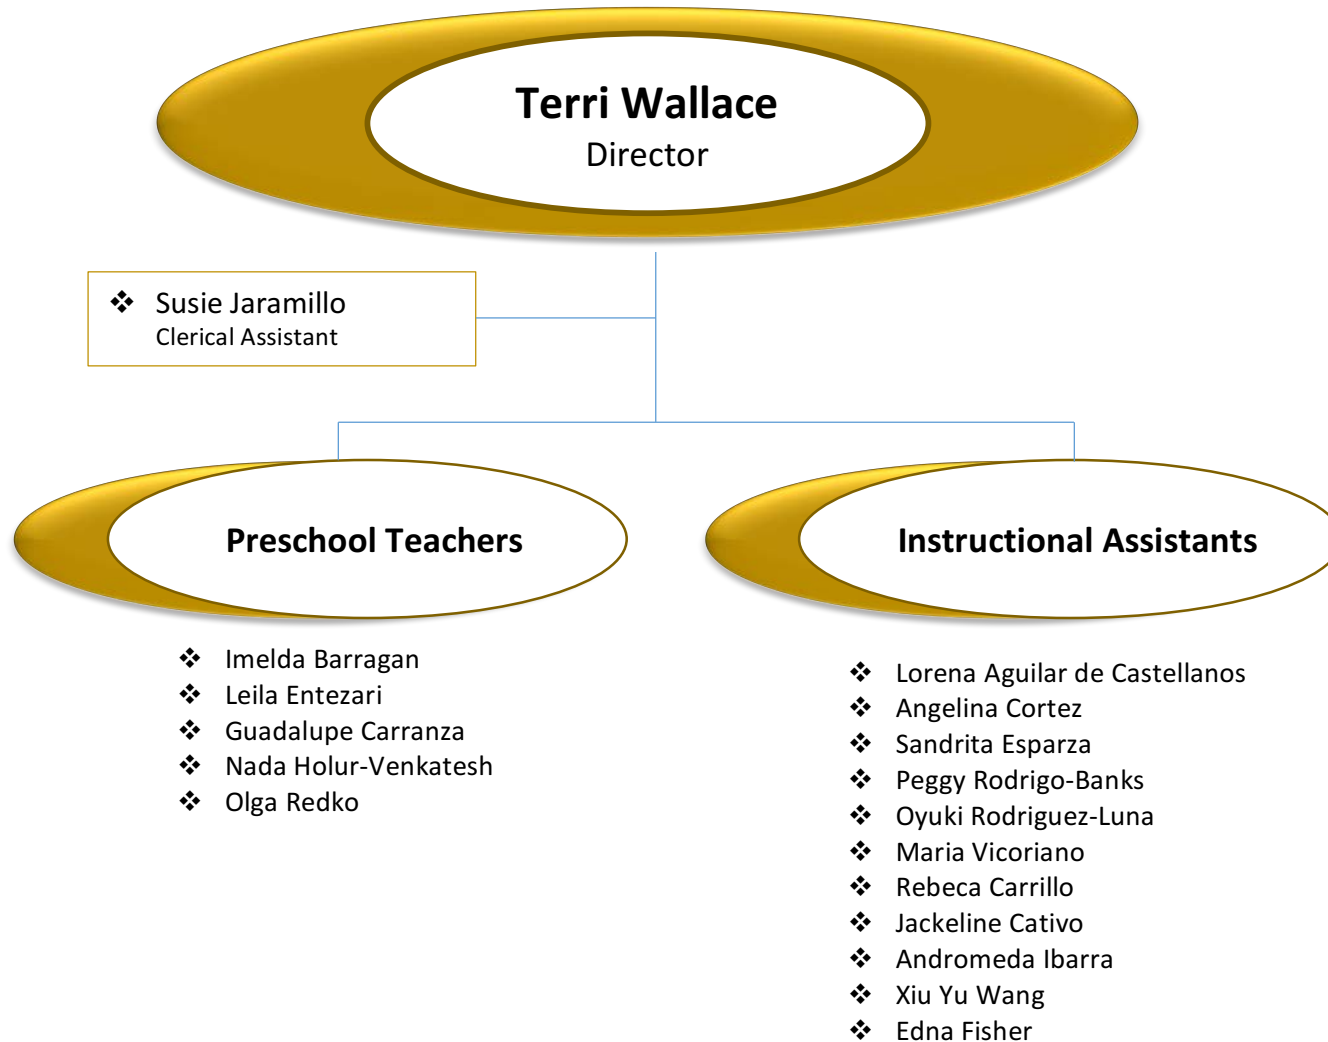 Terri Wallace
Director
❖ Susie Jaramillo
Clerical Assistant
Preschool Teachers
❖ Imelda Barragan
❖ Leila Entezari
❖ Guadalupe Carranza
❖ Nada Holur-Venkatesh
❖ Olga Redko
Instructional Assistants
❖ Lorena Aguilar de Castellanos
❖ Angelina Cortez
❖ Sandrita Esparza
❖ Peggy Rodrigo-Banks
❖ Oyuki Rodriguez-Luna
❖ Maria Vicoriano
❖ Rebeca Carrillo
❖ Jackeline Cativo
❖ Andromeda Ibarra
❖ Xiu Yu Wang
❖ Edna Fisher